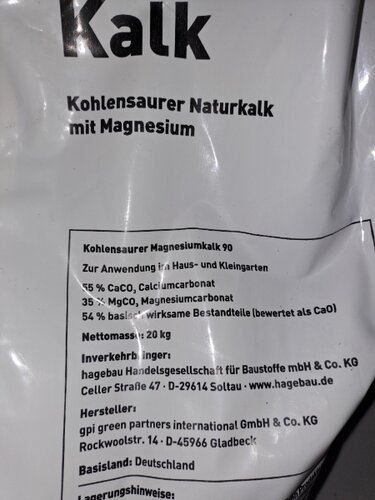 Kalk
Kohlensaurer Naturkalk
mit Magnesium
Kohlensaurer Magnesiumkalk 90
Zur Anwendung im Haus- und Kleingarten
55 % CaCO₃ Calciumcarbonat
35 % MgCO₃ Magnesiumcarbonat
54 % basisch wirksame Bestandteile (bewertet als CaO)
Nettomasse: 20 kg
Inverkehrbringer:
hagebau Handelsgesellschaft für Baustoffe mbH & Co. KG
Celler Straße 47 · D-29614 Soltau · www.hagebau.de
Hersteller:
gpi green partners international GmbH & Co. KG
Rockwoolstr. 14 · D-45966 Gladbeck
Basisland: Deutschland
Lagerungshinweise: